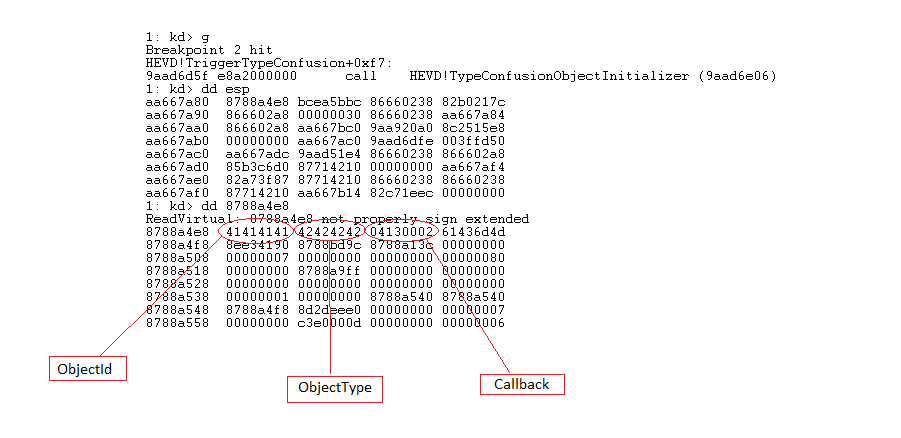 1: kd> g
Breakpoint 2 hit
HEVD!TriggerTypeConfusion+0xf7:
9aad6d5f e8a2000000 call HEVD!TypeConfusionObjectInitializer (9aad6e06)
1: kd> dd esp
aa667a80 8788a4e8 bcea5bbc 86660238 82b0217c
aa667a90 866602a8 00000030 86660238 aa667a84
aa667aa0 866602a8 aa667bc0 9aa920a0 8c2515e8
aa667ab0 00000000 aa667ac0 9aad6dfe 003ffd50
aa667ac0 aa667adc 9aad51e4 86660238 866602a8
aa667ad0 85b3c6d0 87714210 00000000 aa667af4
aa667ae0 82a73f87 87714210 86660238 86660238
aa667af0 87714210 aa667b14 82c71eec 00000000
1: kd> dd 8788a4e8
ReadVirtual: 8788a4e8 not properly sign extended
8788a4e8 41414141 42424242 04130002 61436d4d
8788a4f8 8ee34190 8788bd9c 8788a13c 00000000
8788a508 00000007 00000000 00000000 00000080
8788a518 00000000 8788a9ff 00000000 00000000
8788a528 00000000 00000000 00000000 00000000
8788a538 00000001 00000000 8788a540 8788a540
8788a548 8788a4f8 8d2deee0 00000000 00000007
8788a558 00000000 c3e0000d 00000000 00000006
ObjectId
ObjectType
Callback